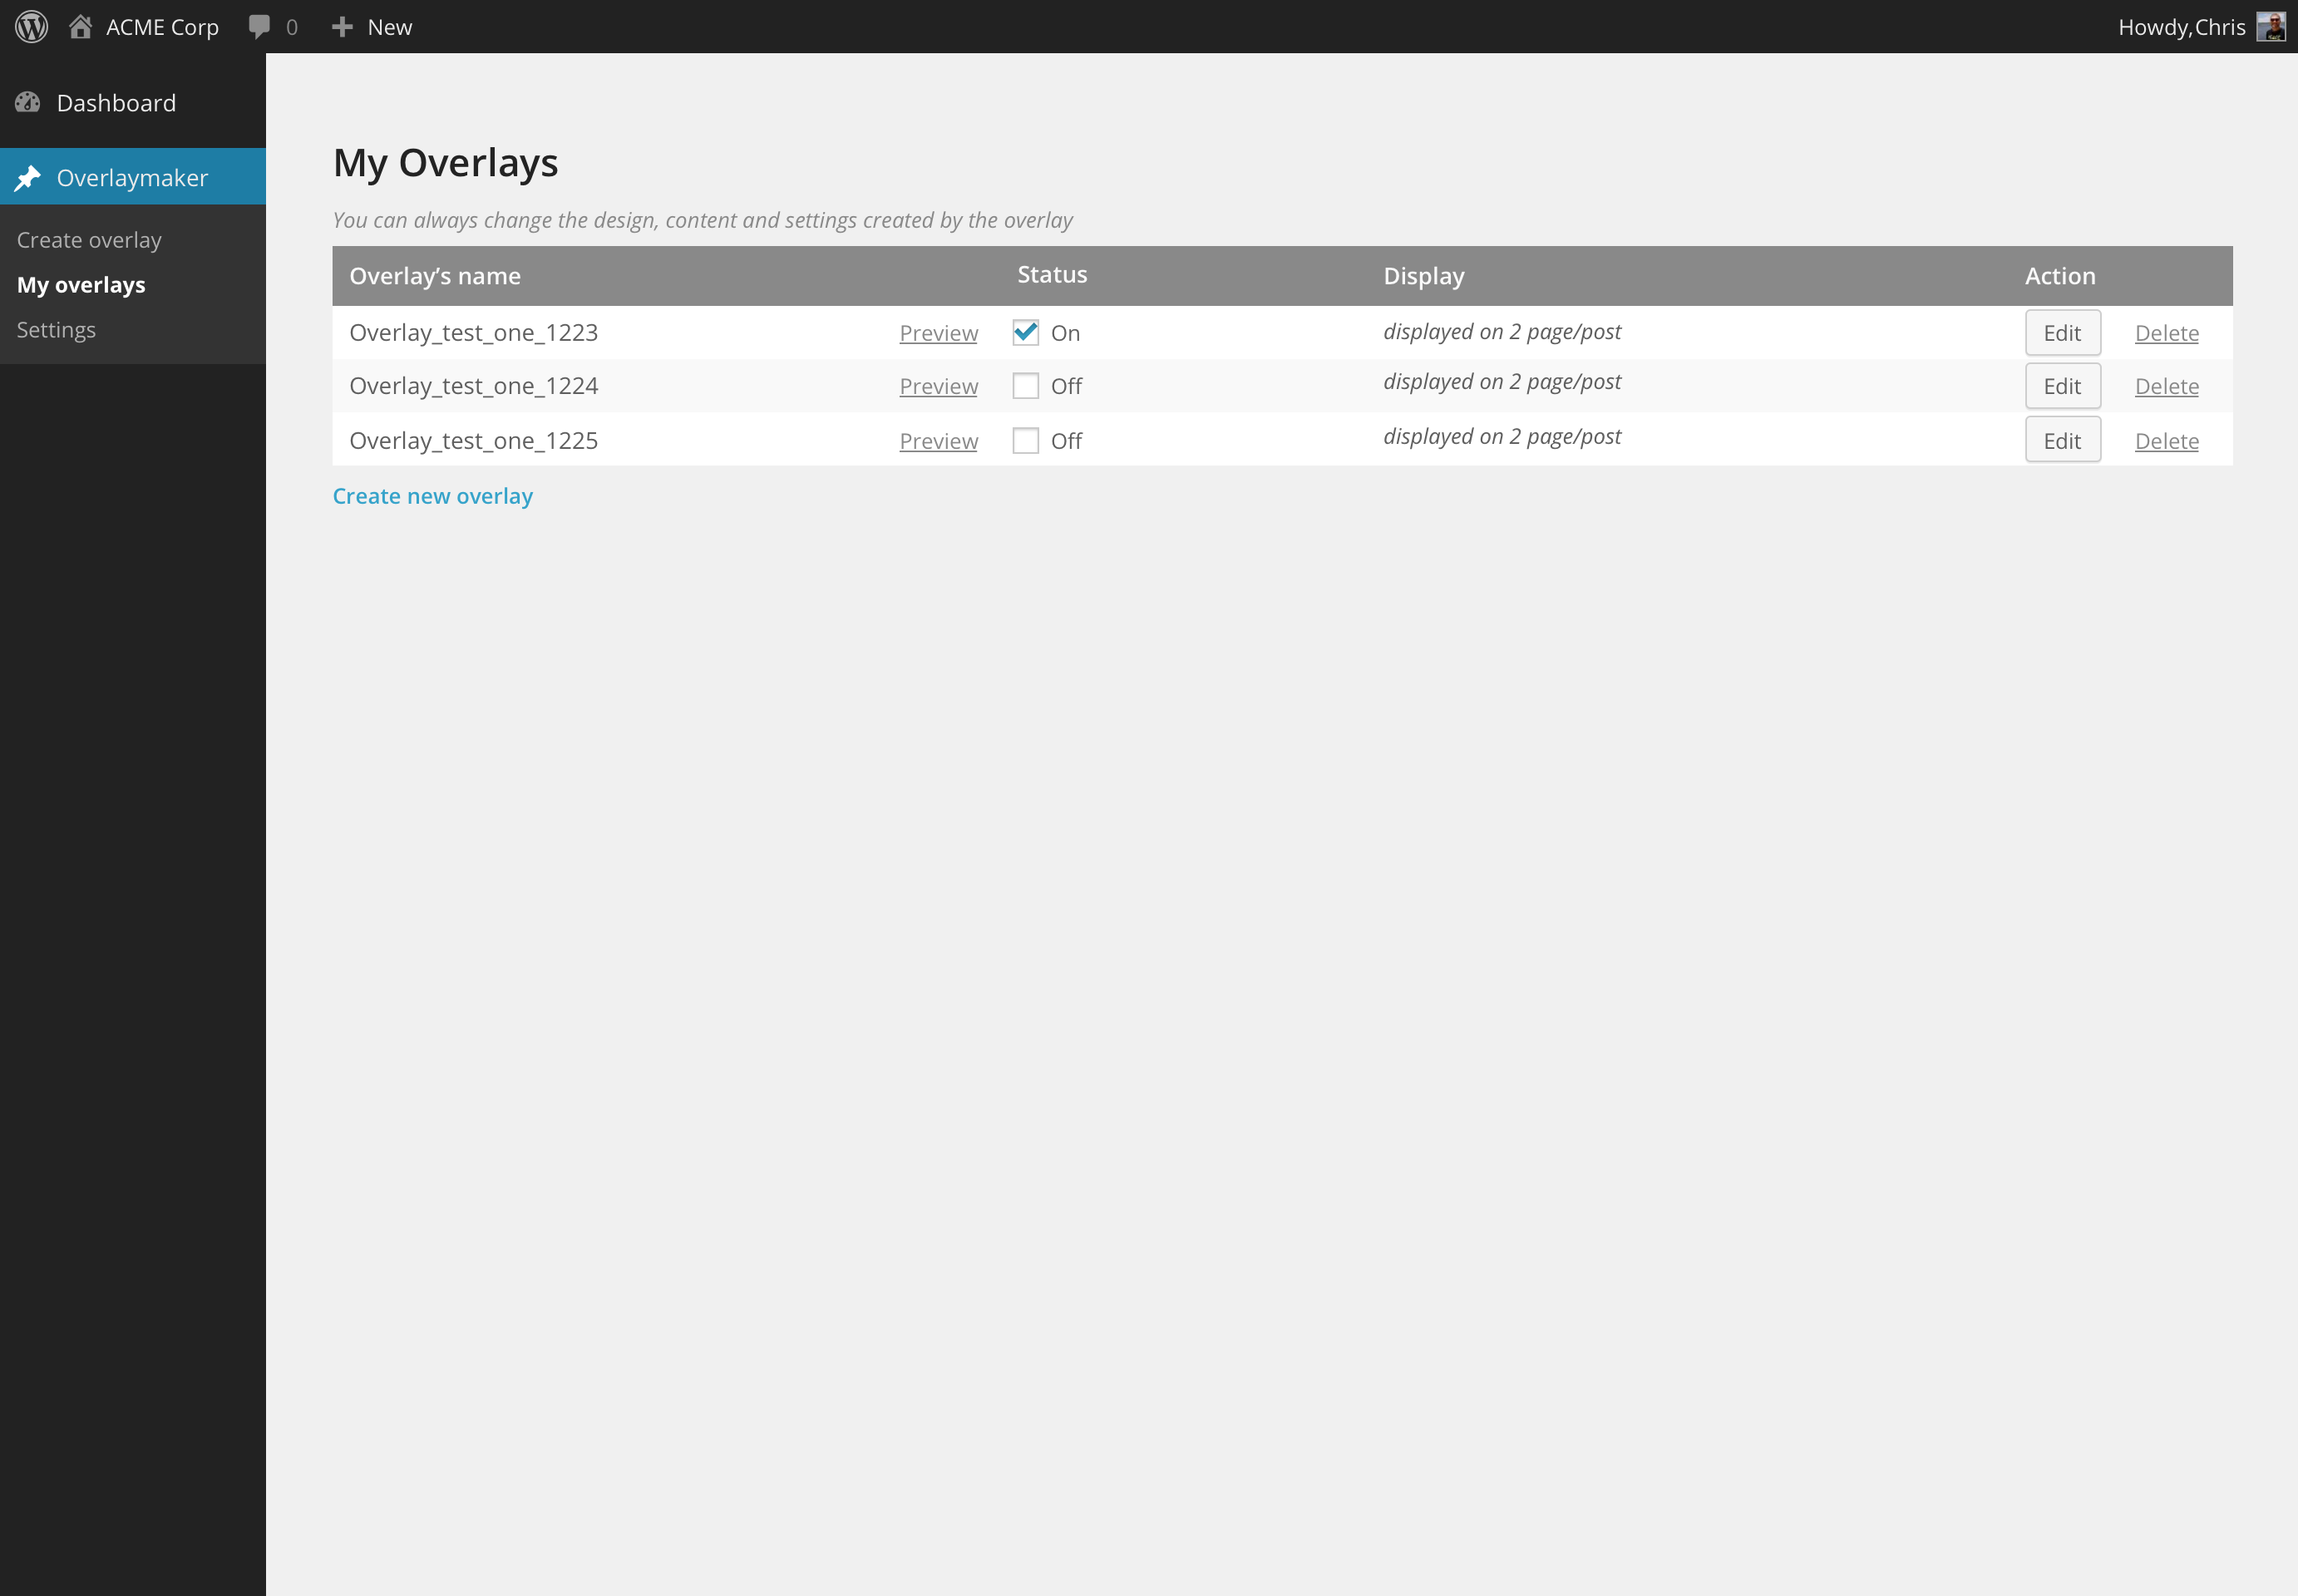 ACME Corp 0 New Howdy,Chris
Dashboard
Overlaymaker
Create overlay
My overlays
Settings
My Overlays
You can always change the design, content and settings created by the overlay
Overlay’s name Status Display Action
Overlay_test_one_1223 Preview On displayed on 2 page/post Edit Delete
Overlay_test_one_1224 Preview Off displayed on 2 page/post Edit Delete
Overlay_test_one_1225 Preview Off displayed on 2 page/post Edit Delete
Create new overlay